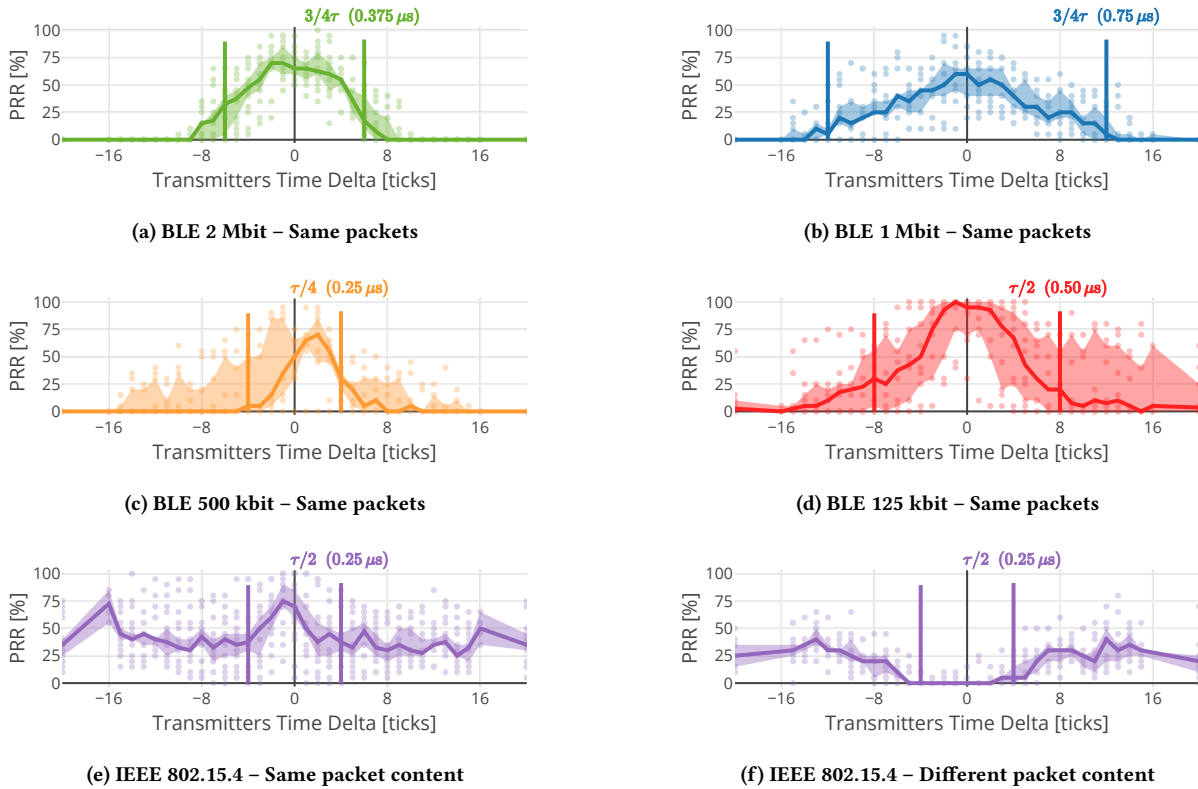 3/4τ (0.375 μs)
100
75
50
25
0
PRR [%]
−16
−8
0
8
16
Transmitters Time Delta [ticks]
(a) BLE 2 Mbit – Same packets
3/4τ (0.75 μs)
100
75
50
25
0
PRR [%]
−16
−8
0
8
16
Transmitters Time Delta [ticks]
(b) BLE 1 Mbit – Same packets
τ/4 (0.25 μs)
100
75
50
25
0
PRR [%]
−16
−8
0
8
16
Transmitters Time Delta [ticks]
(c) BLE 500 kbit – Same packets
τ/2 (0.50 μs)
100
75
50
25
0
PRR [%]
−16
−8
0
8
16
Transmitters Time Delta [ticks]
(d) BLE 125 kbit – Same packets
τ/2 (0.25 μs)
100
75
50
25
0
PRR [%]
−16
−8
0
8
16
Transmitters Time Delta [ticks]
(e) IEEE 802.15.4 – Same packet content
τ/2 (0.25 μs)
100
75
50
25
0
PRR [%]
−16
−8
0
8
16
Transmitters Time Delta [ticks]
(f) IEEE 802.15.4 – Different packet content